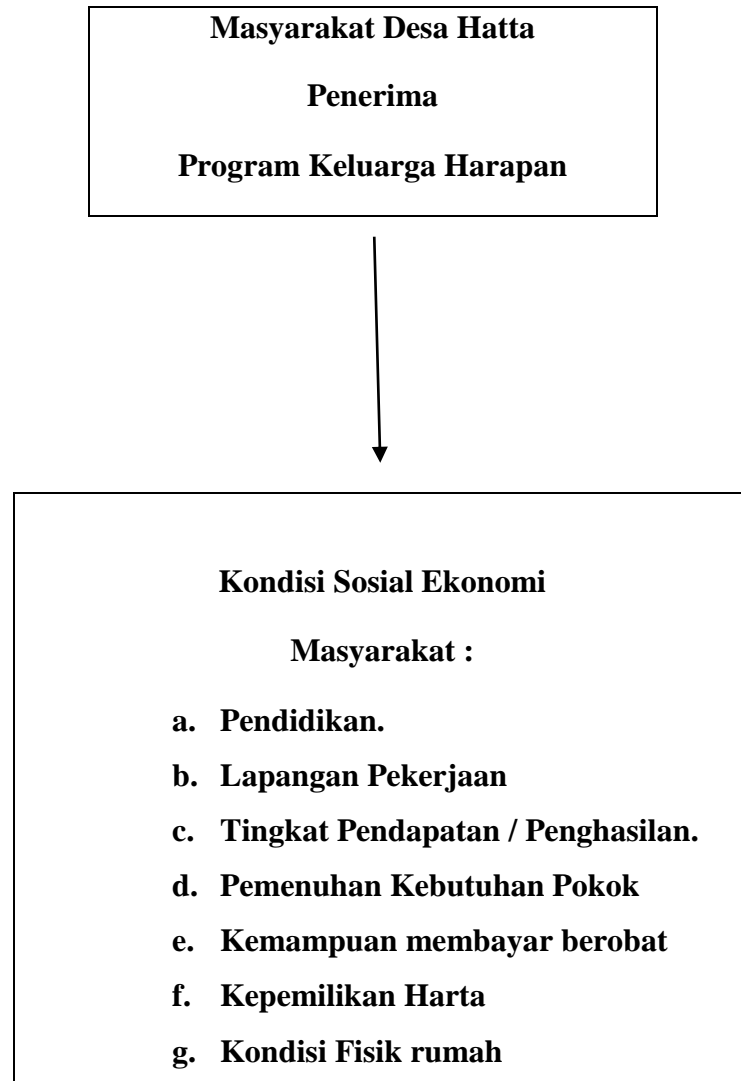 Masyarakat Desa Hatta
Penerima
Program Keluarga Harapan
Kondisi Sosial Ekonomi
Masyarakat :
a. Pendidikan.
b. Lapangan Pekerjaan
c. Tingkat Pendapatan / Penghasilan.
d. Pemenuhan Kebutuhan Pokok
e. Kemampuan membayar berobat
f. Kepemilikan Harta
g. Kondisi Fisik rumah